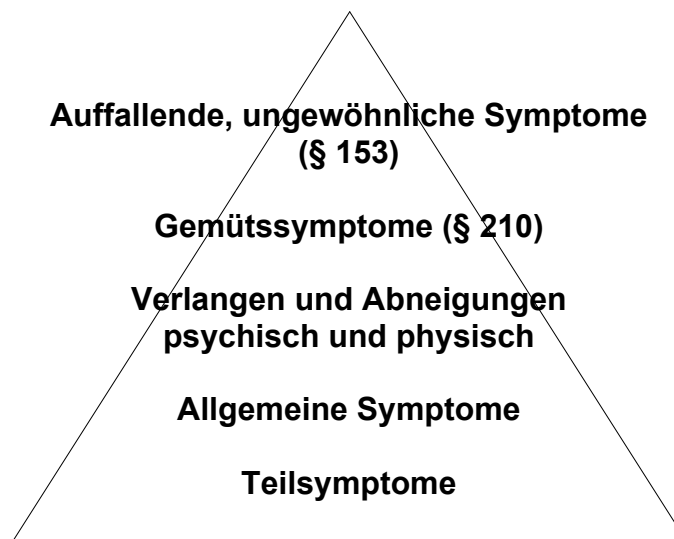 Auffallende, ungewöhnliche Symptome
(§ 153)
Gemütssymptome (§ 210)
Verlangen und Abneigungen
psychisch und physisch
Allgemeine Symptome
Teilsymptome